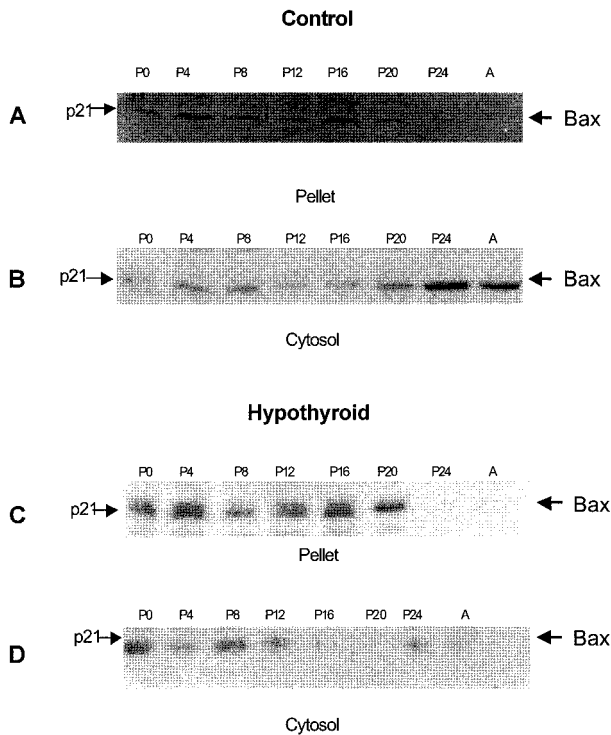 Control
P0 P4 P8 P12 P16 P20 P24 A
A p21 Bax
Pellet
P0 P4 P8 P12 P16 P20 P24 A
B p21 Bax
Cytosol
Hypothyroid
P0 P4 P8 P12 P16 P20 P24 A
C p21 Bax
Pellet
P0 P4 P8 P12 P16 P20 P24 A
D p21 Bax
Cytosol